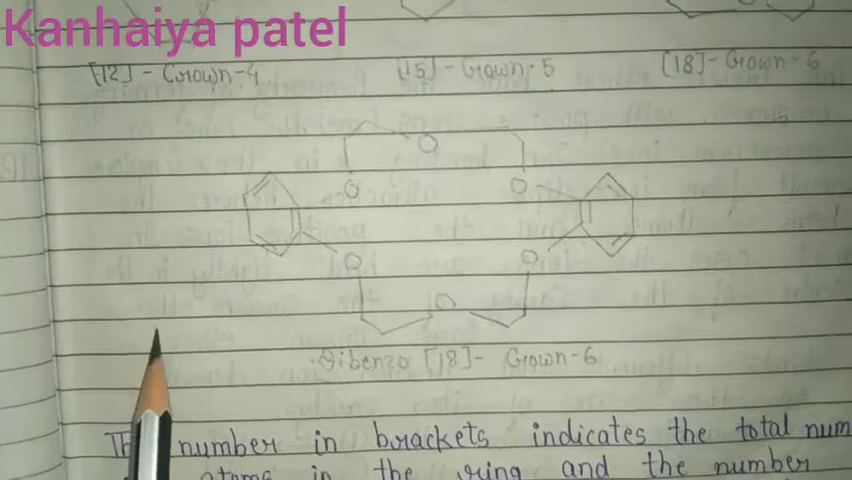 Kanhaiya patel
[12] - Crown-4 [15] - Crown-5 [18] - Crown-6
O
O O
O O
O
Dibenzo [18] - Crown-6
number in brackets indicates the total num
atoms in the ring and the number